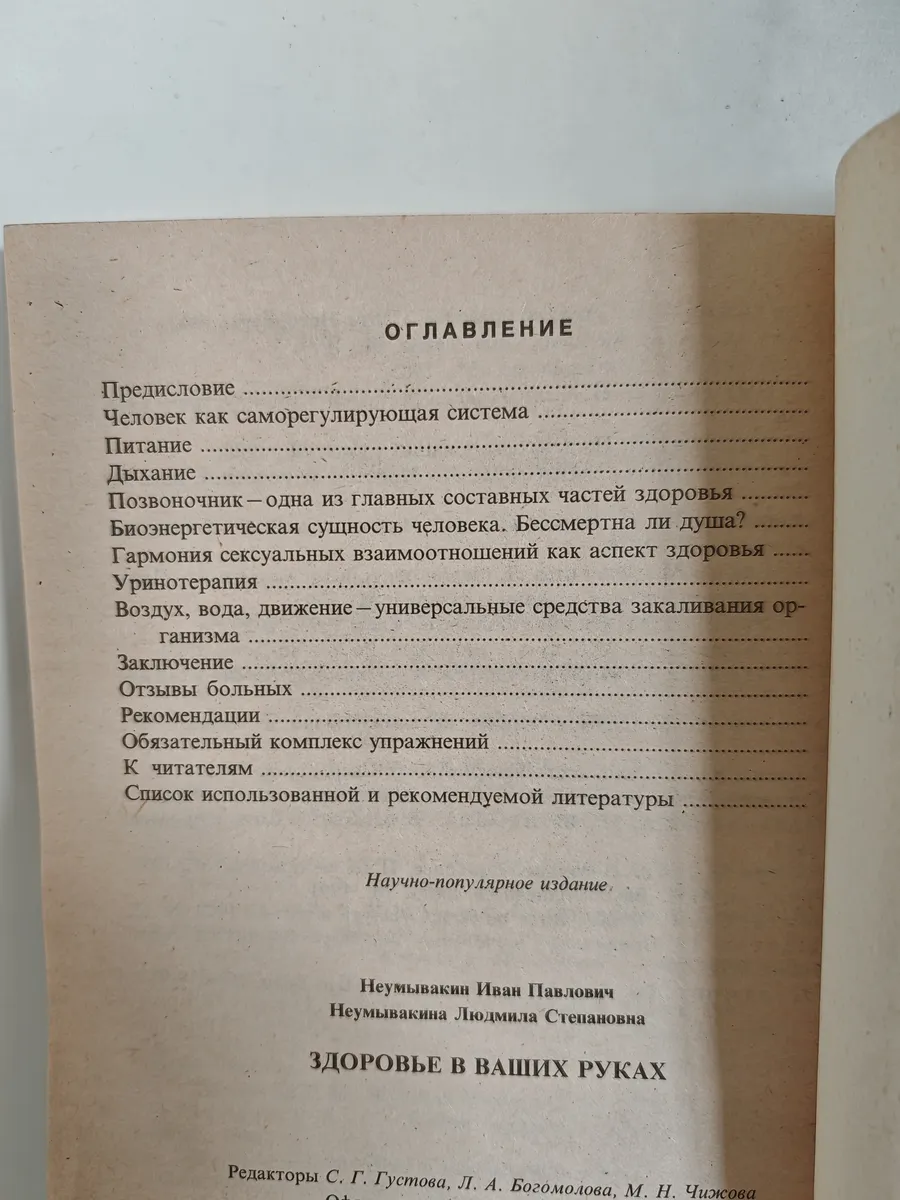 ОГЛАВЛЕНИЕ
Предисловие ..........
Человек как саморегулирующая система ..........
Питание ..........
Дыхание ..........
Позвоночник — одна из главных составных частей здоровья ..........
Биоэнергетическая сущность человека. Бессмертна ли душа? .........
Гармония сексуальных взаимоотношений как аспект здоровья ......
Уринотерапия ..........
Воздух, вода, движение — универсальные средства закаливания ор-
ганизма ..........
Заключение ..........
Отзывы больных ..........
Рекомендации ..........
Обязательный комплекс упражнений ..........
К читателям ..........
Список использованной и рекомендуемой литературы ..........
Научно-популярное издание
Неумывакин Иван Павлович
Неумывакина Людмила Степановна
ЗДОРОВЬЕ В ВАШИХ РУКАХ
Редакторы С. Г. Густова, Л. А. Богомолова, М. Н. Чижова